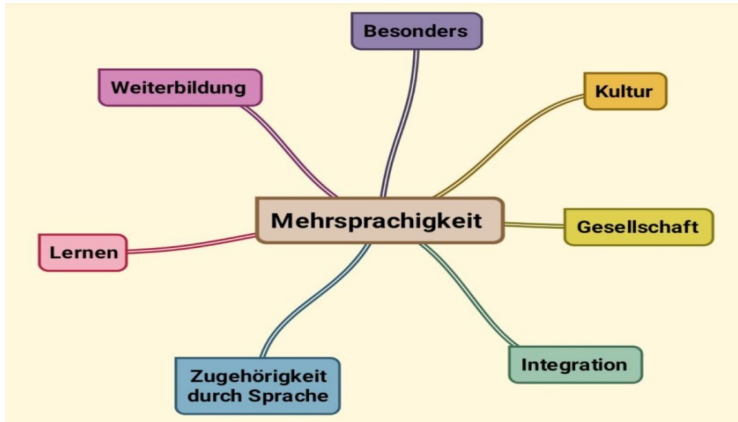 Besonders
Weiterbildung
Kultur
Mehrsprachigkeit
Gesellschaft
Lernen
Integration
Zugehörigkeit
durch Sprache